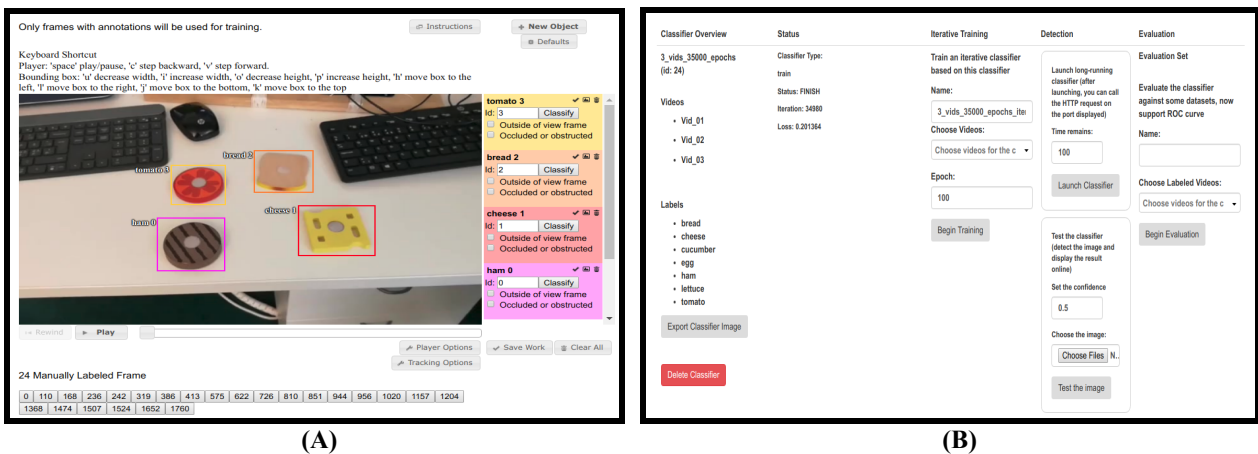 Only frames with annotations will be used for training.
Instructions
New Object
Defaults
Keyboard Shortcut
Player: 'space' play/pause, 'c' step backward, 'v' step forward.
Bounding box: 'u' decrease width, 'i' increase width, 'o' decrease height, 'p' increase height, 'h' move box to the
left, 'l' move box to the right, 'j' move box to the bottom, 'k' move box to the top
bread 2
tomato 3
cheese 1
ham 0
tomato 3
Id: 3 Classify
Outside of view frame
Occluded or obstructed
bread 2
Id: 2 Classify
Outside of view frame
Occluded or obstructed
cheese 1
Id: 1 Classify
Outside of view frame
Occluded or obstructed
ham 0
Id: 0 Classify
Outside of view frame
Occluded or obstructed
Rewind
Play
Player Options
Save Work
Clear All
Tracking Options
24 Manually Labeled Frame
0 110 168 236 242 319 386 413 575 622 726 810 851 944 956 1020 1157 1204
1368 1474 1507 1524 1652 1760
(A)
Classifier Overview
3_vids_35000_epochs
(id: 24)
Videos
• Vid_01
• Vid_02
• Vid_03
Labels
• bread
• cheese
• cucumber
• egg
• ham
• lettuce
• tomato
Export Classifier Image
Delete Classifier
Status
Classifier Type:
train
Status: FINISH
Iteration: 34980
Loss: 0.201364
Iterative Training
Train an iterative classifier
based on this classifier
Name:
3_vids_35000_epochs_iter
Choose Videos:
Choose videos for the c
Epoch:
100
Begin Training
Detection
Launch long-running
classifier (after
launching, you can call
the HTTP request on
the port displayed)
Time remains:
100
Launch Classifier
Test the classifier
(detect the image and
display the result
online)
Set the confidence
0.5
Choose the image:
Choose Files N..
Test the image
Evaluation
Evaluation Set
Evaluate the classifier
against some datasets, now
support ROC curve
Name:
Choose Labeled Videos:
Choose videos for the c
Begin Evaluation
(B)